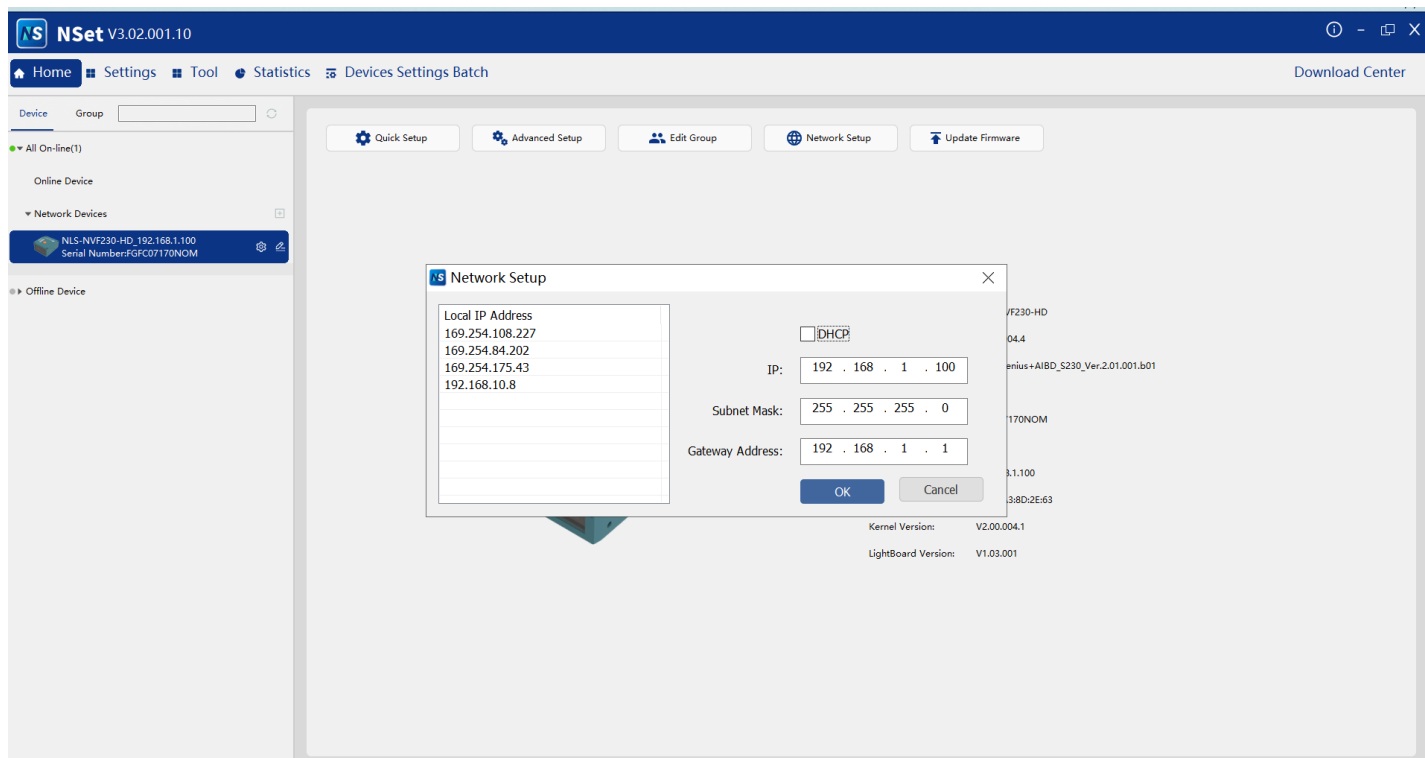 NS NSet V3.02.001.10
Home Settings Tool Statistics Devices Settings Batch Download Center
Device Group
All On-line(1)
Online Device
Network Devices
NLS-NVF230-HD_192.168.1.100
Serial Number:FGFC07170NOM
Offline Device
Quick Setup Advanced Setup Edit Group Network Setup Update Firmware
NS Network Setup
Local IP Address
169.254.108.227
169.254.84.202
169.254.175.43
192.168.10.8
DHCP
IP: 192 . 168 . 1 . 100
Subnet Mask: 255 . 255 . 255 . 0
Gateway Address: 192 . 168 . 1 . 1
OK Cancel
/F230-HD
04.4
enius+AIBD_S230_Ver.2.01.001.b01
170NOM
.1.100
8D:2E:63
Kernel Version: V2.00.004.1
LightBoard Version: V1.03.001